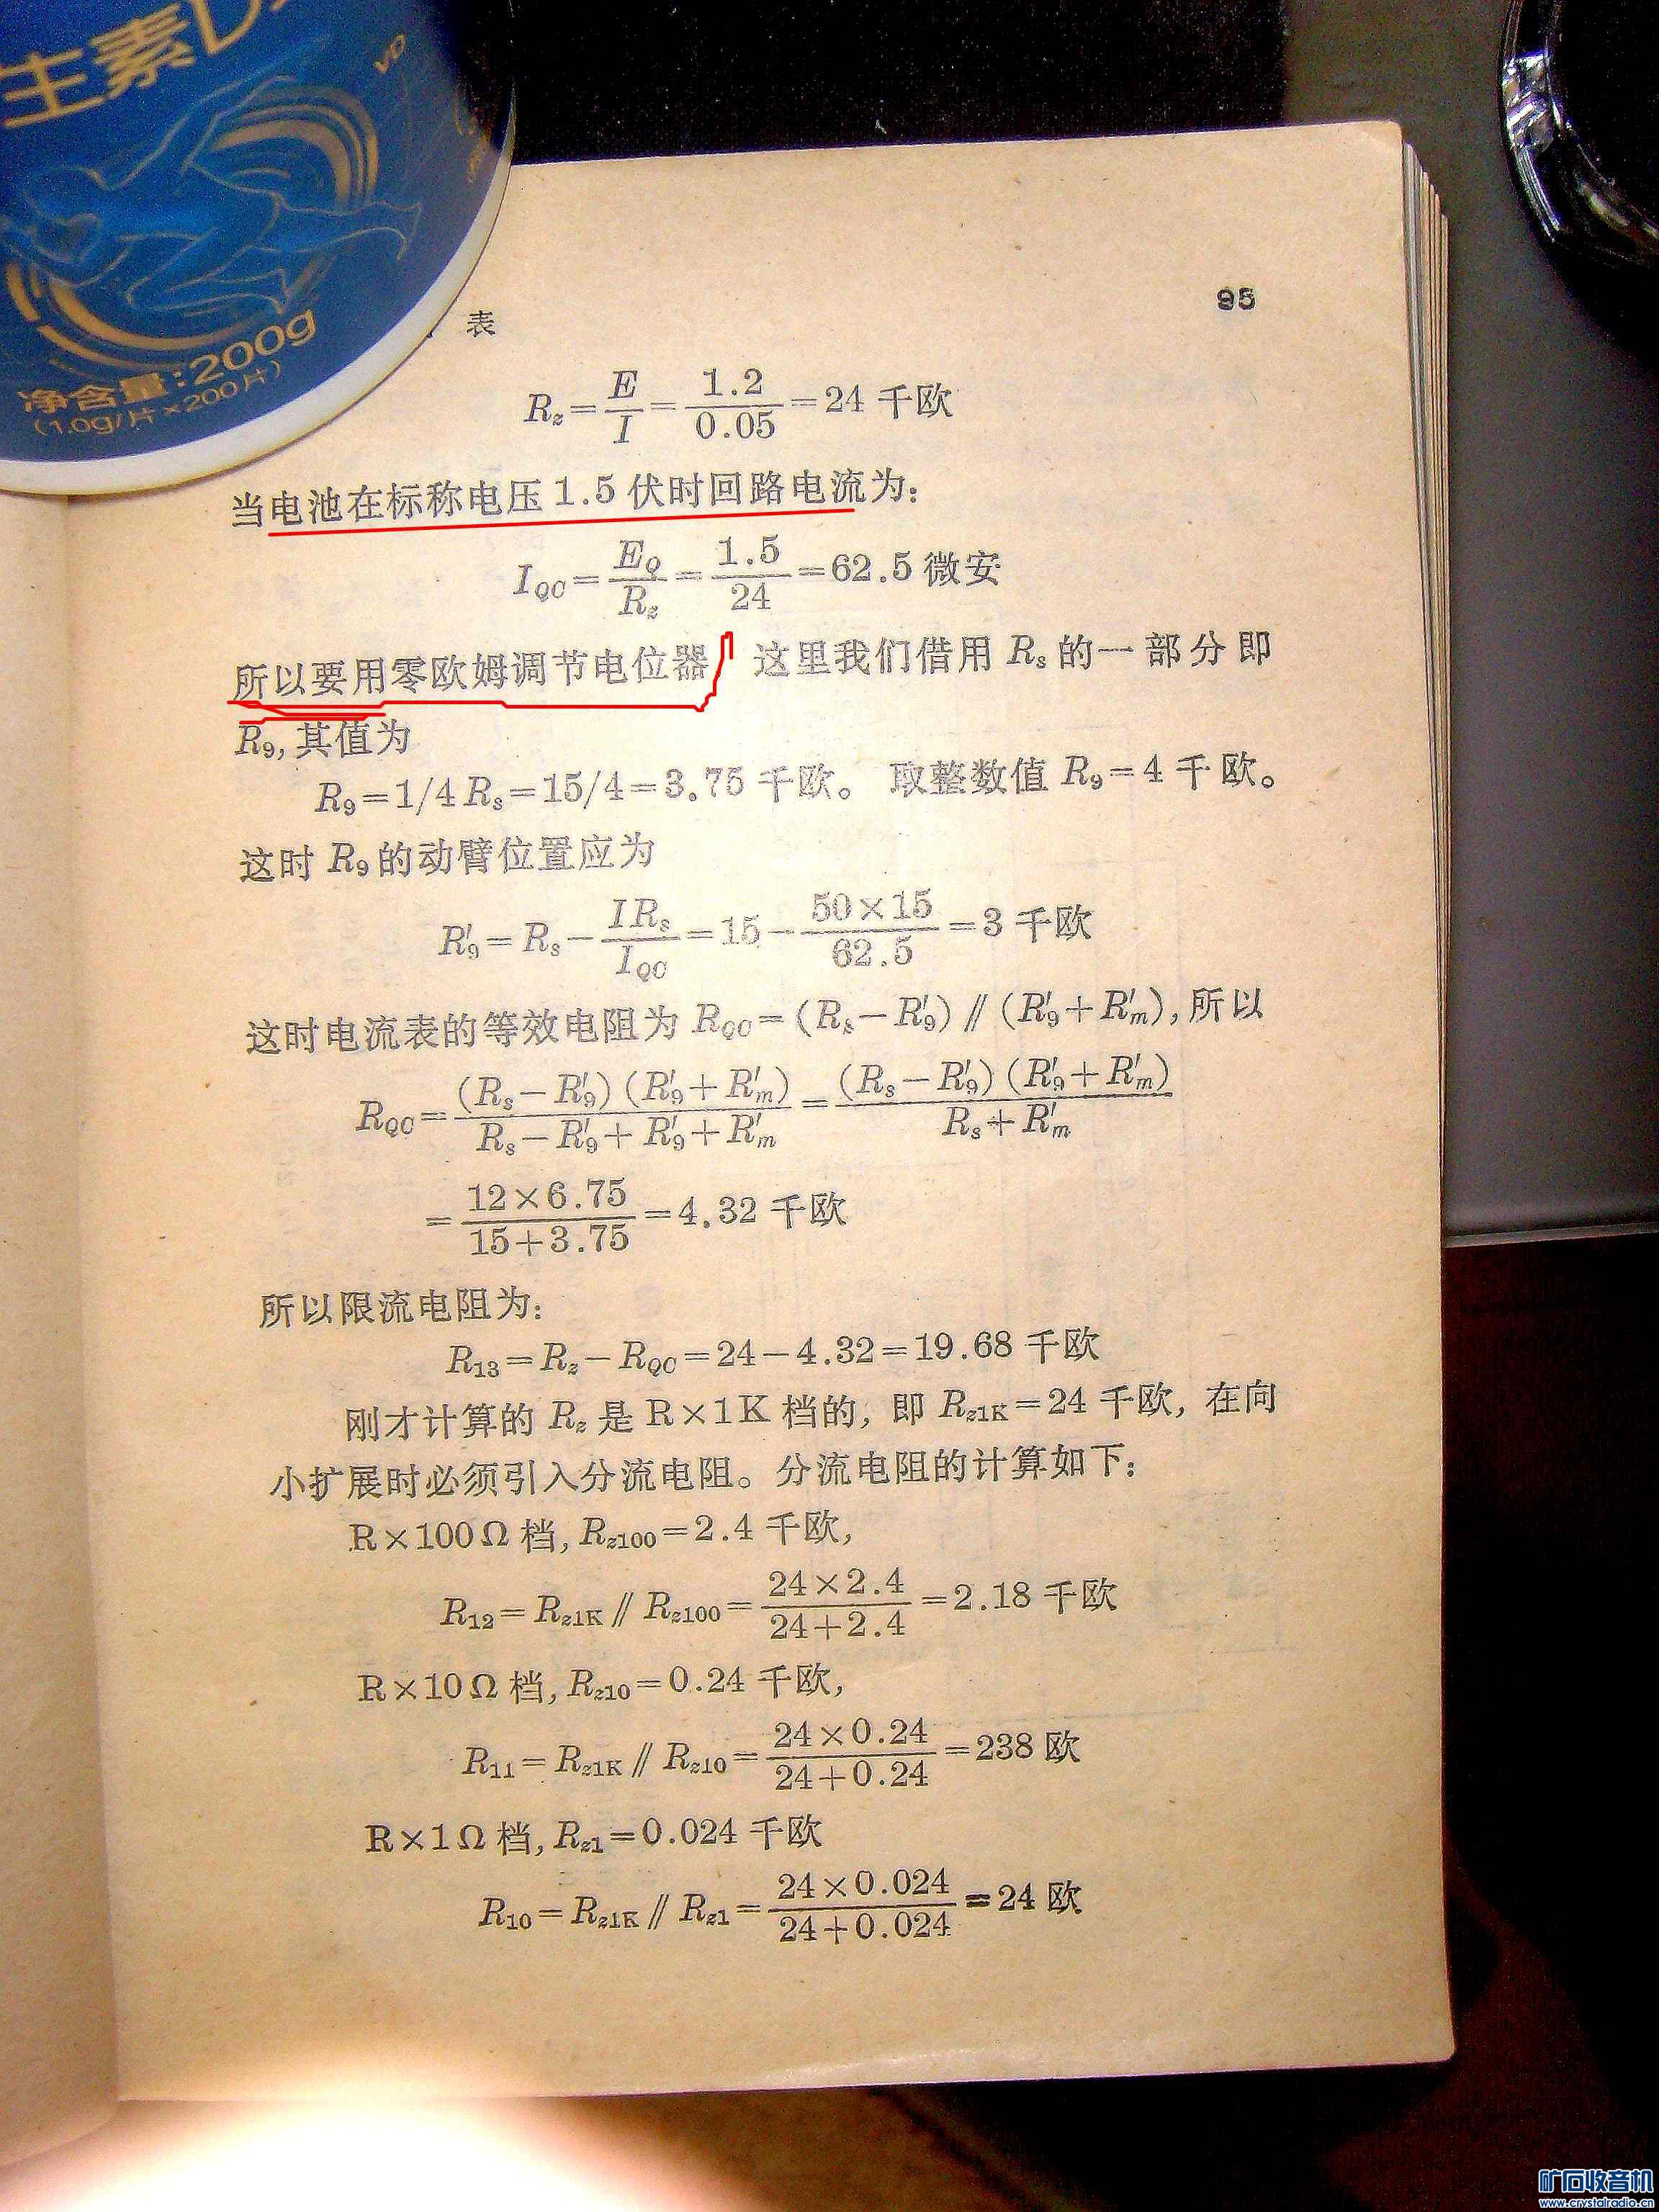 生素D
VD
净含量:200g
(1.0g/片×200片)
表
95
R_z=E/I=1.2/0.05=24 千欧
当电池在标称电压1.5伏时回路电流为:
I_QC=E_Q/R_z=1.5/24=62.5 微安
所以要用零欧姆调节电位器 这里我们借用 R_s 的一部分即
R_9,其值为
R_9=1/4 R_s=15/4=3.75 千欧。 取整数值 R_9=4 千欧。
这时 R_9 的动臂位置应为
R′_9=R_s-IR_s/I_QC=15-50×15/62.5=3 千欧
这时电流表的等效电阻为 R_QC=(R_s-R′_9)∥(R′_9+R′_m),所以
R_QC=(R_s-R′_9)(R′_9+R′_m)/(R_s-R′_9+R′_9+R′_m)=(R_s-R′_9)(R′_9+R′_m)/(R_s+R′_m)
=12×6.75/(15+3.75)=4.32 千欧
所以限流电阻为:
R_13=R_z-R_QC=24-4.32=19.68 千欧
刚才计算的 R_z 是 R×1K 档的, 即 R_z1K=24 千欧, 在向
小扩展时必须引入分流电阻。分流电阻的计算如下:
R×100Ω 档, R_z100=2.4 千欧,
R_12=R_z1K∥R_z100=24×2.4/(24+2.4)=2.18 千欧
R×10Ω 档, R_z10=0.24 千欧,
R_11=R_z1K∥R_z10=24×0.24/(24+0.24)=238 欧
R×1Ω 档, R_z1=0.024 千欧
R_10=R_z1K∥R_z1=24×0.024/(24+0.024)=24 欧
矿石收音机
www.crystalradio.cn